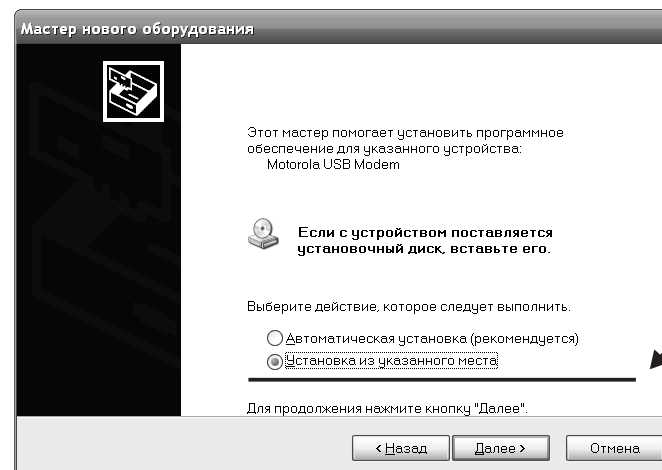 Мастер нового оборудования
Этот мастер помогает установить программное
обеспечение для указанного устройства:
Motorola USB Modem
Если с устройством поставляется
установочный диск, вставьте его.
Выберите действие, которое следует выполнить.
Автоматическая установка (рекомендуется)
Установка из указанного места
Для продолжения нажмите кнопку "Далее".
< Назад Далее > Отмена